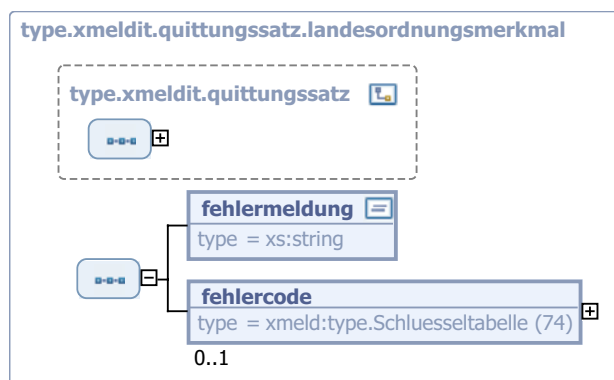 type.xmeldit.quittungssatz.landesordnungsmerkmal
type.xmeldit.quittungssatz
fehlermeldung
type = xs:string
fehlercode
type = xmeld:type.Schluesseltabelle (74)
0..1